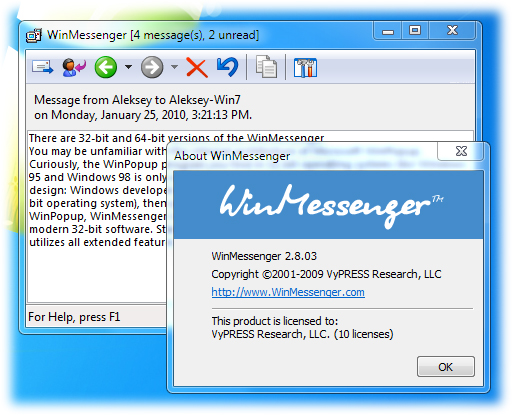 WinMessenger [4 message(s), 2 unread]
Message from Aleksey to Aleksey-Win7
on Monday, January 25, 2010, 3:21:13 PM.
There are 32-bit and 64-bit versions of the WinMessenger
You may be unfamiliar with
Curiously, the WinPopup
95 and Windows 98 is only
design: Windows develope
bit operating system), then
WinPopup, WinMessenger
modern 32-bit software. St
utilizes all extended featur
For Help, press F1
About WinMessenger
WinMessenger™
WinMessenger 2.8.03
Copyright ©2001-2009 VyPRESS Research, LLC
http://www.WinMessenger.com
This product is licensed to:
VyPRESS Research, LLC. (10 licenses)
OK